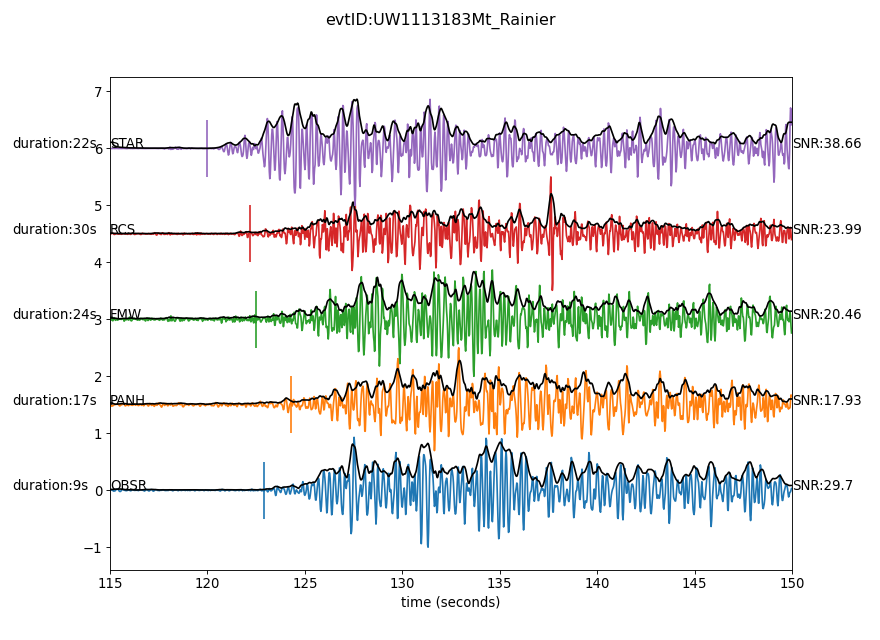 evtID:UW1113183Mt_Rainier
7
duration:22s STAR SNR:38.66
6
5
duration:30s RCS SNR:23.99
4
duration:24s FMW SNR:20.46
3
2
duration:17s PANH SNR:17.93
1
duration:9s OBSR SNR:29.7
0
−1
115 120 125 130 135 140 145 150
time (seconds)